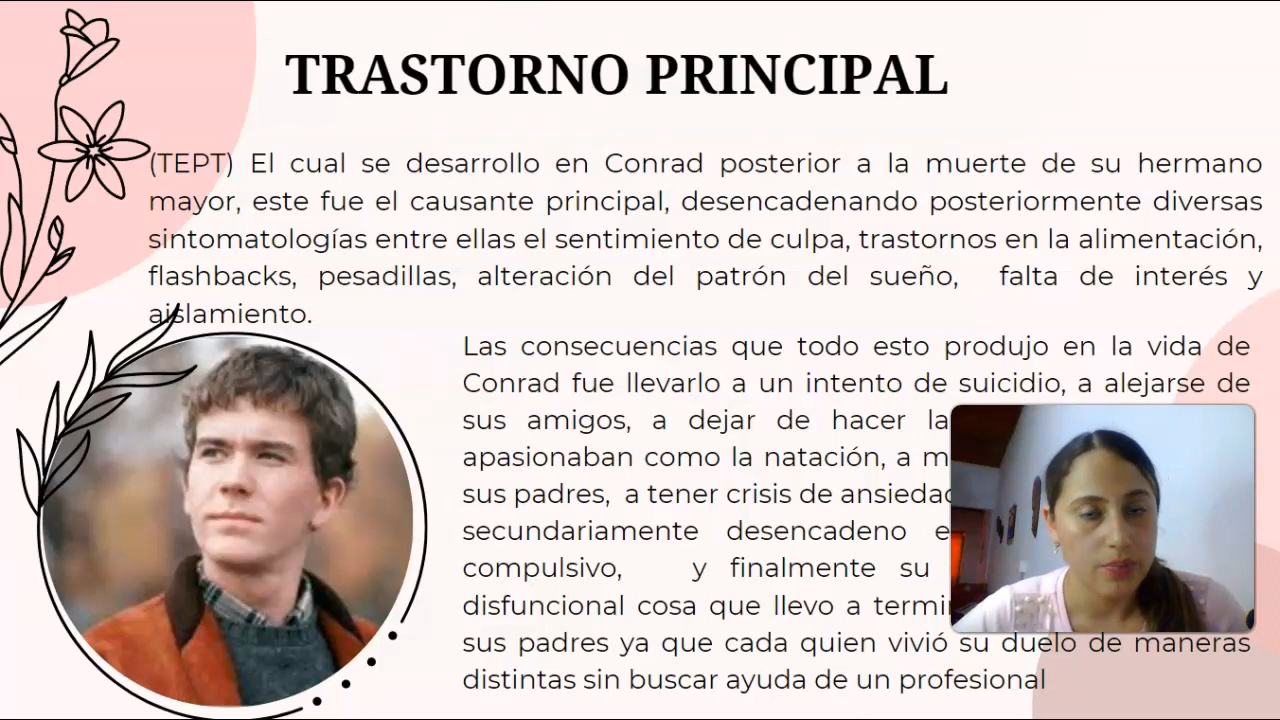 TRASTORNO PRINCIPAL
(TEPT) El cual se desarrollo en Conrad posterior a la muerte de su hermano
mayor, este fue el causante principal, desencadenando posteriormente diversas
sintomatologías entre ellas el sentimiento de culpa, trastornos en la alimentación,
flashbacks, pesadillas, alteración del patrón del sueño, falta de interés y
aislamiento.
Las consecuencias que todo esto produjo en la vida de
Conrad fue llevarlo a un intento de suicidio, a alejarse de
sus amigos, a dejar de hacer
apasionaban como la natación, a
sus padres, a tener crisis de
secundariamente desencadeno
compulsivo, y finalmente su
disfuncional cosa que llevo a
sus padres ya que cada quien vivió su duelo de maneras
distintas sin buscar ayuda de un profesional